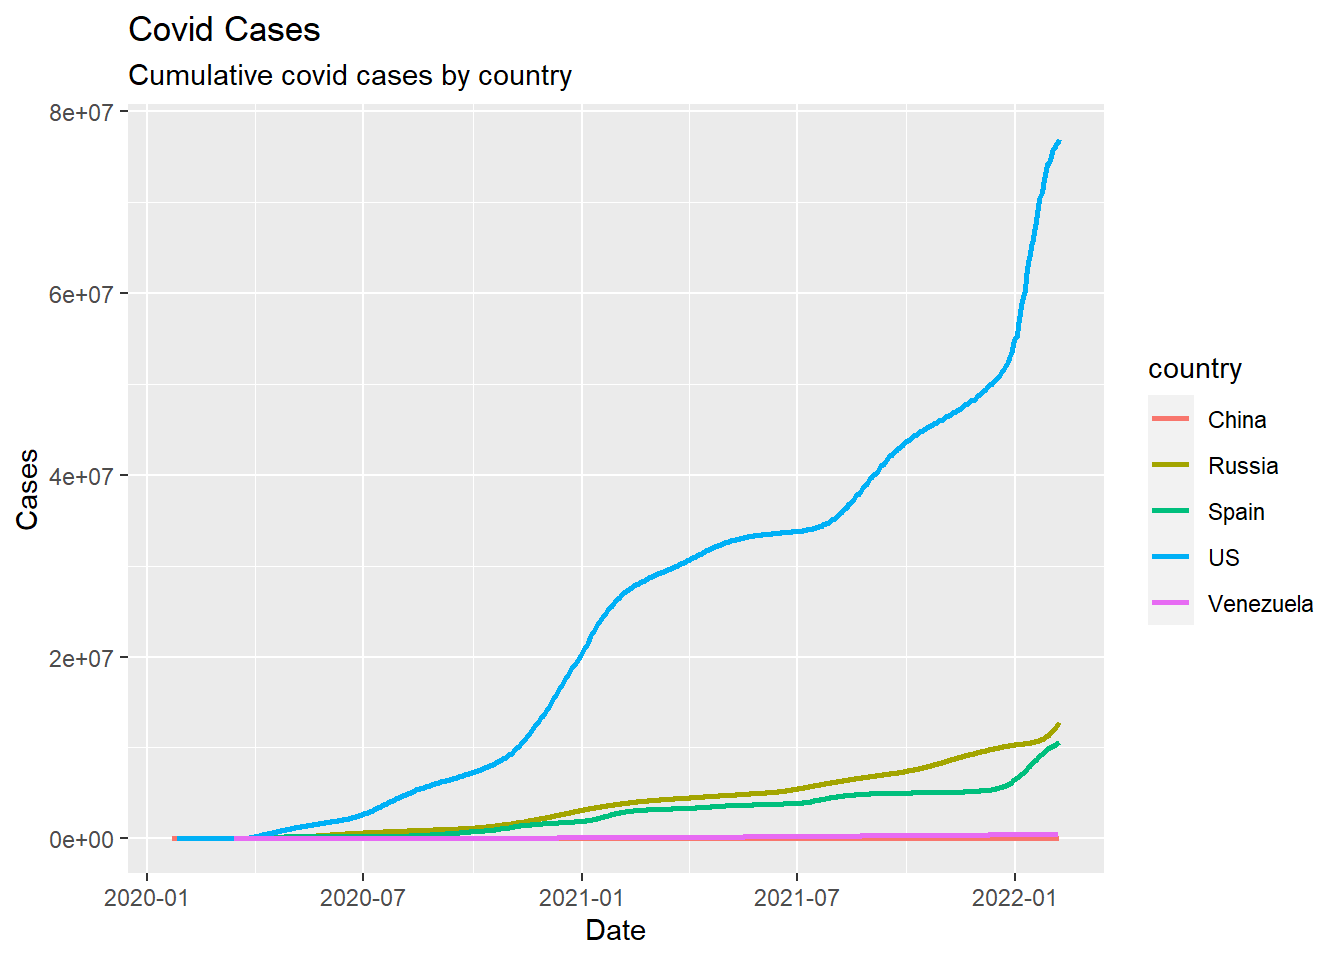 Covid Cases
Cumulative covid cases by country
8e+07
6e+07
4e+07
2e+07
0e+00
Cases
2020-01
2020-07
2021-01
2021-07
2022-01
Date
country
China
Russia
Spain
US
Venezuela